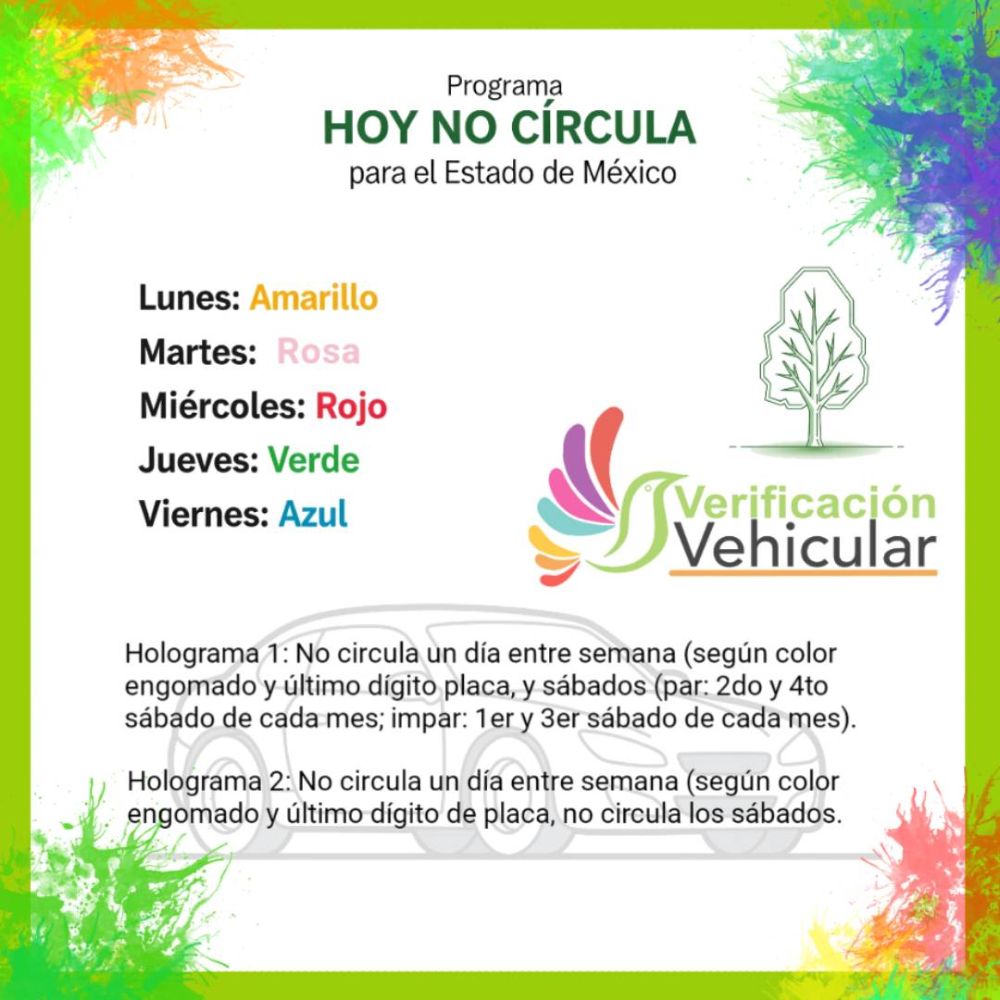 Programa
HOY NO CÍRCULA
para el Estado de México
Lunes: Amarillo
Martes: Rosa
Miércoles: Rojo
Jueves: Verde
Viernes: Azul
Verificación
Vehicular
Holograma 1: No circula un día entre semana (según color
engomado y último dígito placa, y sábados (par: 2do y 4to
sábado de cada mes; impar: 1er y 3er sábado de cada mes).
Holograma 2: No circula un día entre semana (según color
engomado y último dígito de placa, no circula los sábados.